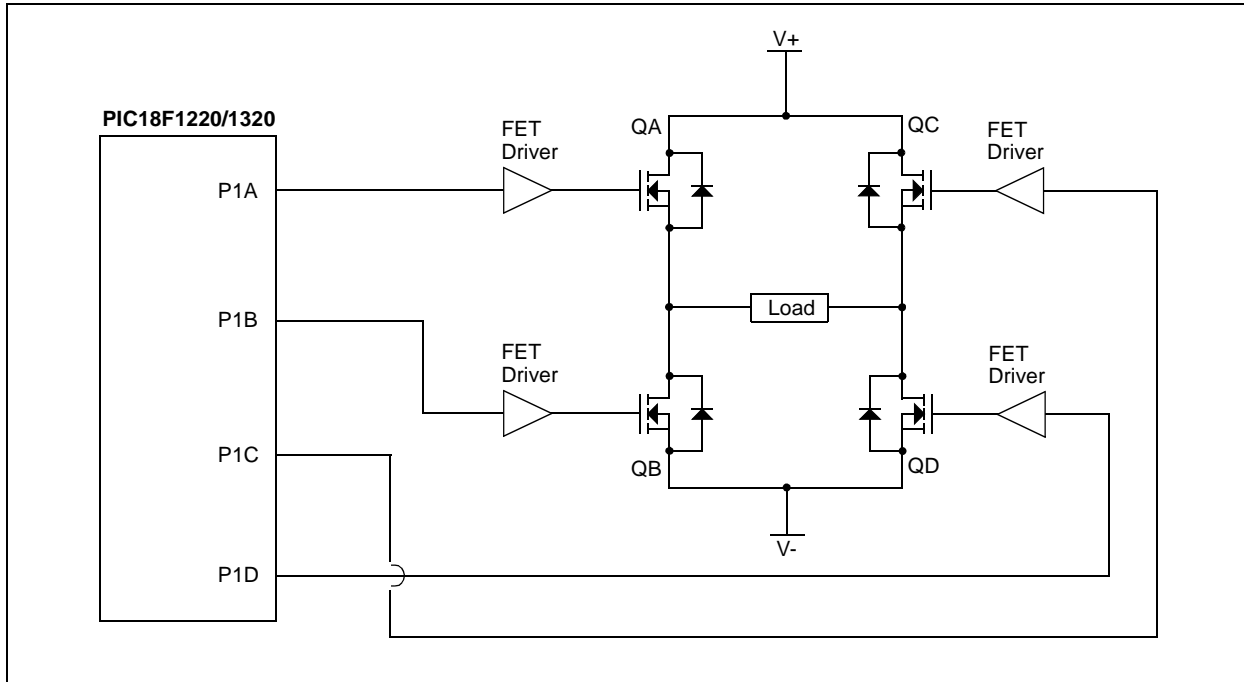 V+
PIC18F1220/1320
FET
Driver
QA
QC
FET
Driver
P1A
P1B
Load
FET
Driver
FET
Driver
P1C
QB
QD
V-
P1D